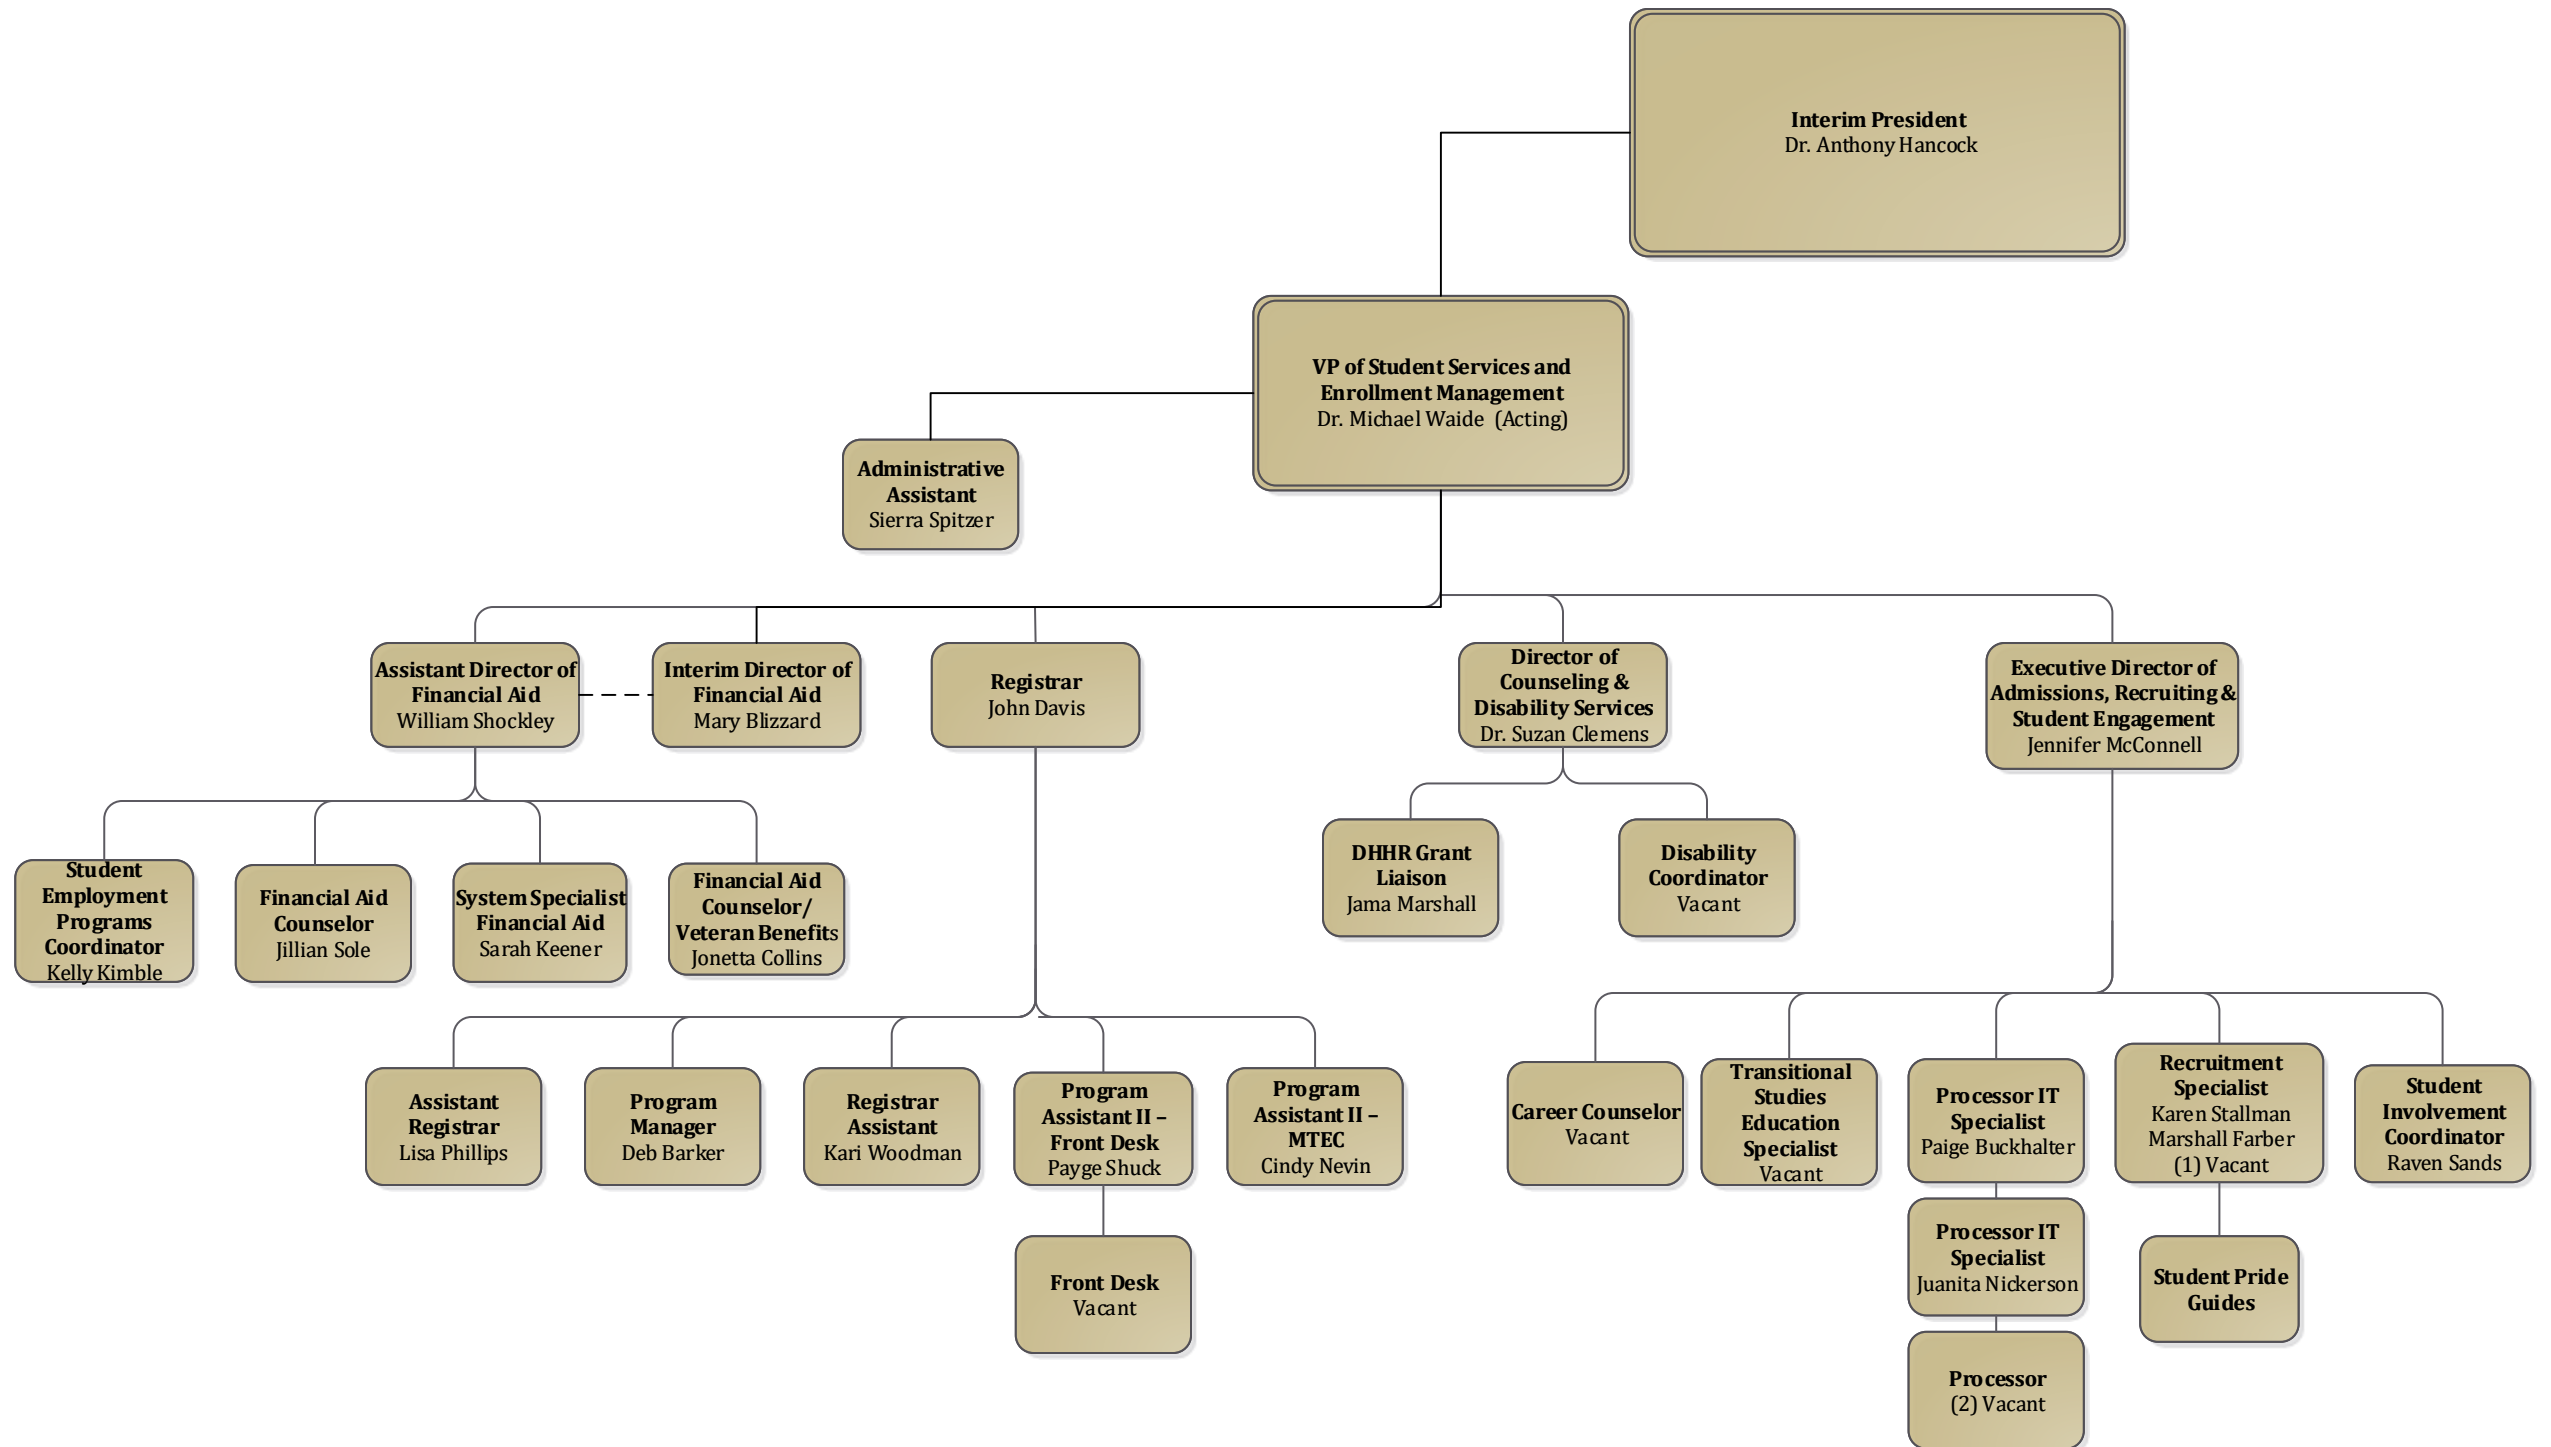 Interim President
Dr. Anthony Hancock
VP of Student Services and
Enrollment Management
Dr. Michael Waide (Acting)
Administrative
Assistant
Sierra Spitzer
Assistant Director of
Financial Aid
William Shockley
Interim Director of
Financial Aid
Mary Blizzard
Registrar
John Davis
Director of
Counseling &
Disability Services
Dr. Suzan Clemens
Executive Director of
Admissions, Recruiting &
Student Engagement
Jennifer McConnell
Student
Employment
Programs
Coordinator
Kelly Kimble
Financial Aid
Counselor
Jillian Sole
System Specialist
Financial Aid
Sarah Keener
Financial Aid
Counselor/
Veteran Benefits
Jonetta Collins
DHHR Grant
Liaison
Jama Marshall
Disability
Coordinator
Vacant
Assistant
Registrar
Lisa Phillips
Program
Manager
Deb Barker
Registrar
Assistant
Kari Woodman
Program
Assistant II –
Front Desk
Payge Shuck
Program
Assistant II –
MTEC
Cindy Nevin
Career Counselor
Vacant
Transitional
Studies
Education
Specialist
Vacant
Processor IT
Specialist
Paige Buckhalter
Recruitment
Specialist
Karen Stallman
Marshall Farber
(1) Vacant
Student
Involvement
Coordinator
Raven Sands
Front Desk
Vacant
Processor IT
Specialist
Juanita Nickerson
Student Pride
Guides
Processor
(2) Vacant